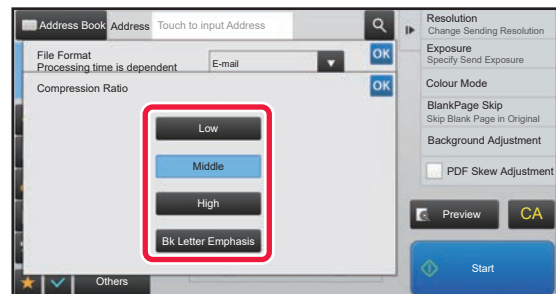 Address Book
Address
Touch to input Address
File Format
Processing time is dependent
E-mail
OK
Compression Ratio
OK
Low
Middle
High
Bk Letter Emphasis
Others
Resolution
Change Sending Resolution
Exposure
Specify Send Exposure
Colour Mode
BlankPage Skip
Skip Blank Page in Original
Background Adjustment
PDF Skew Adjustment
Preview
CA
Start